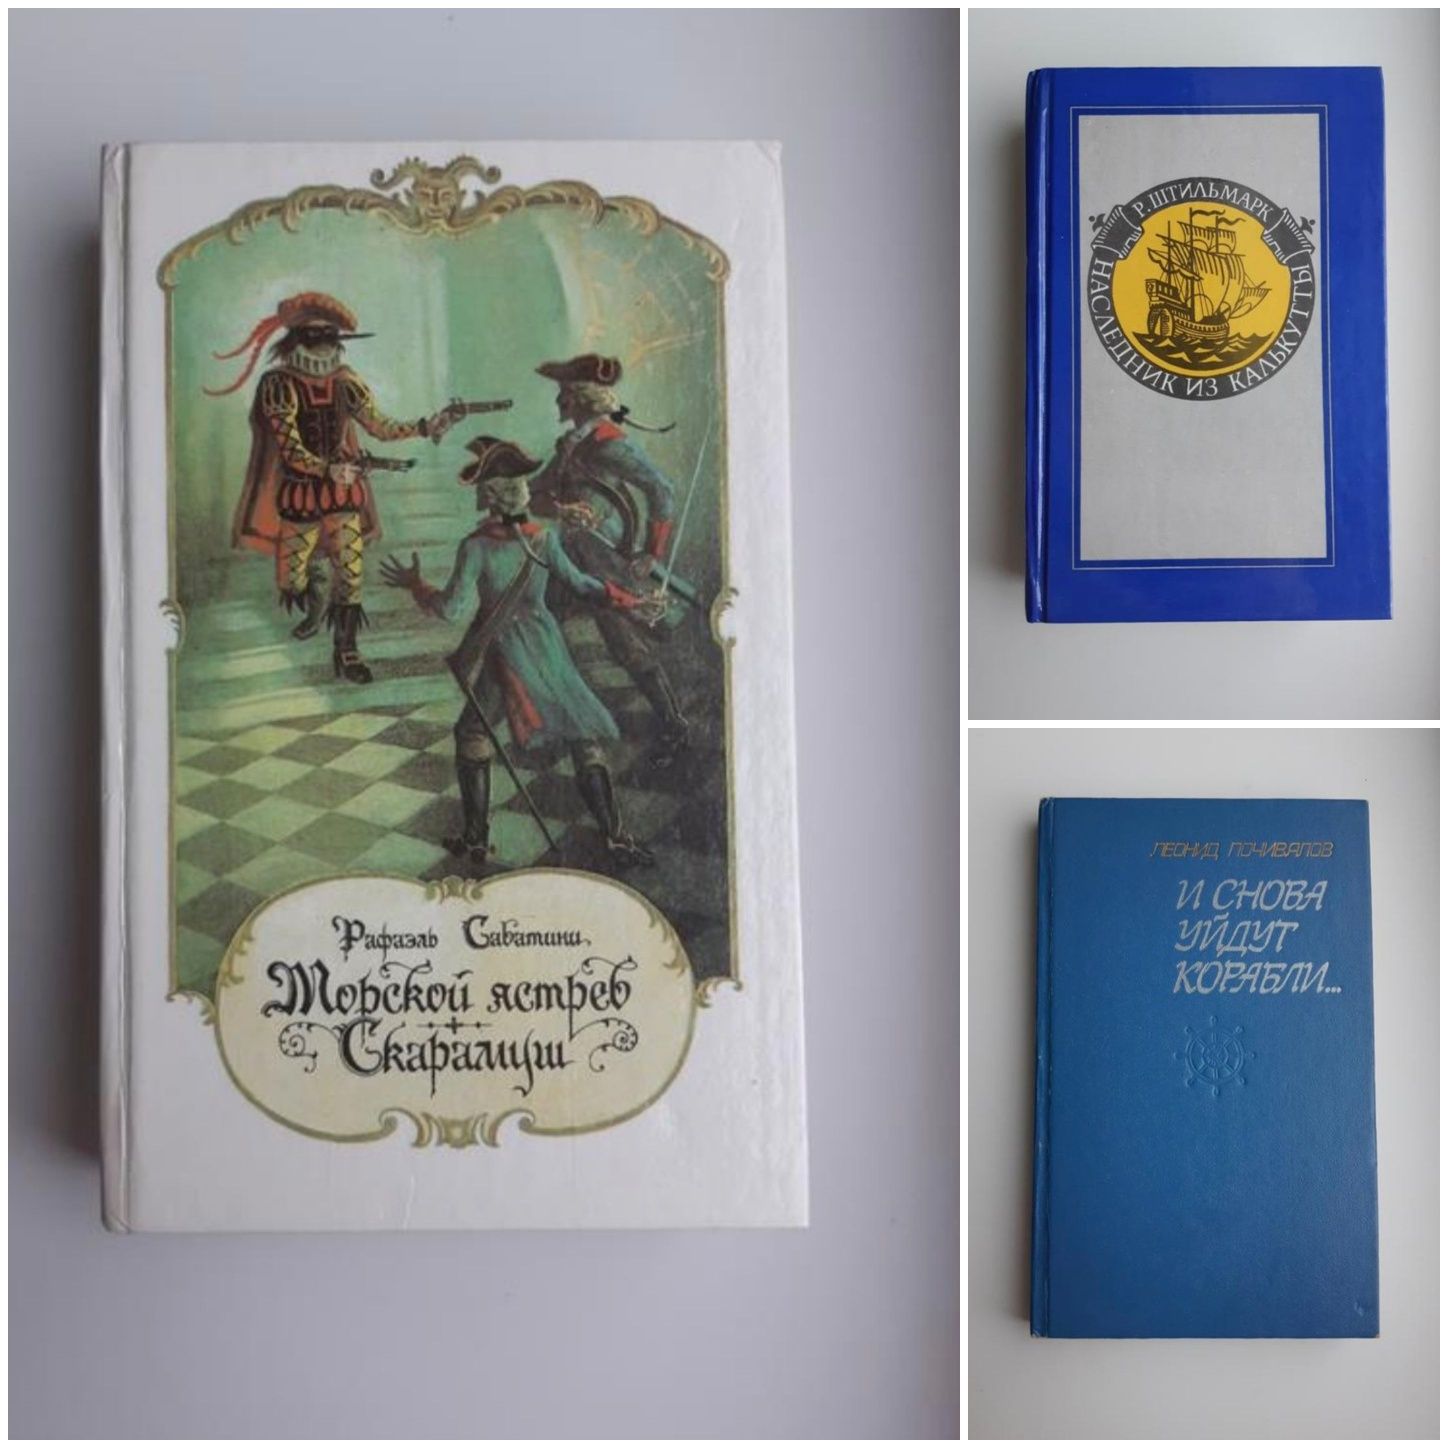 Рафаэль Сабатини
Морской ястреб
Скарамуш
Р. ШТИЛЬМАРК
НАСЛЕДНИК ИЗ КАЛЬКУТТЫ
ЛЕОНИД ПОЧИВАЛОВ
И СНОВА
УЙДУТ
КОРАБЛИ...